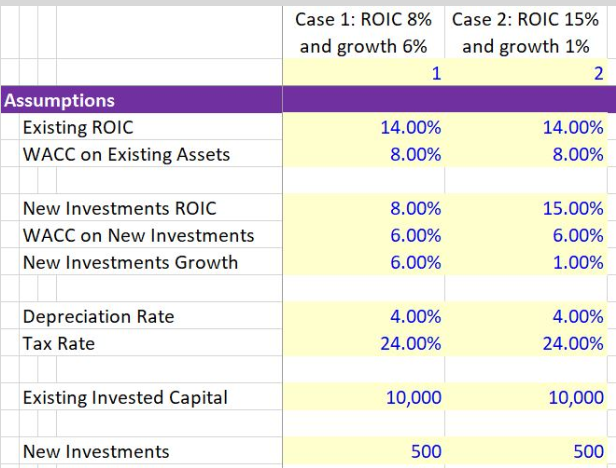 Case 1: ROIC 8% Case 2: ROIC 15%
and growth 6% and growth 1%
1 2
Assumptions
Existing ROIC 14.00% 14.00%
WACC on Existing Assets 8.00% 8.00%
New Investments ROIC 8.00% 15.00%
WACC on New Investments 6.00% 6.00%
New Investments Growth 6.00% 1.00%
Depreciation Rate 4.00% 4.00%
Tax Rate 24.00% 24.00%
Existing Invested Capital 10,000 10,000
New Investments 500 500